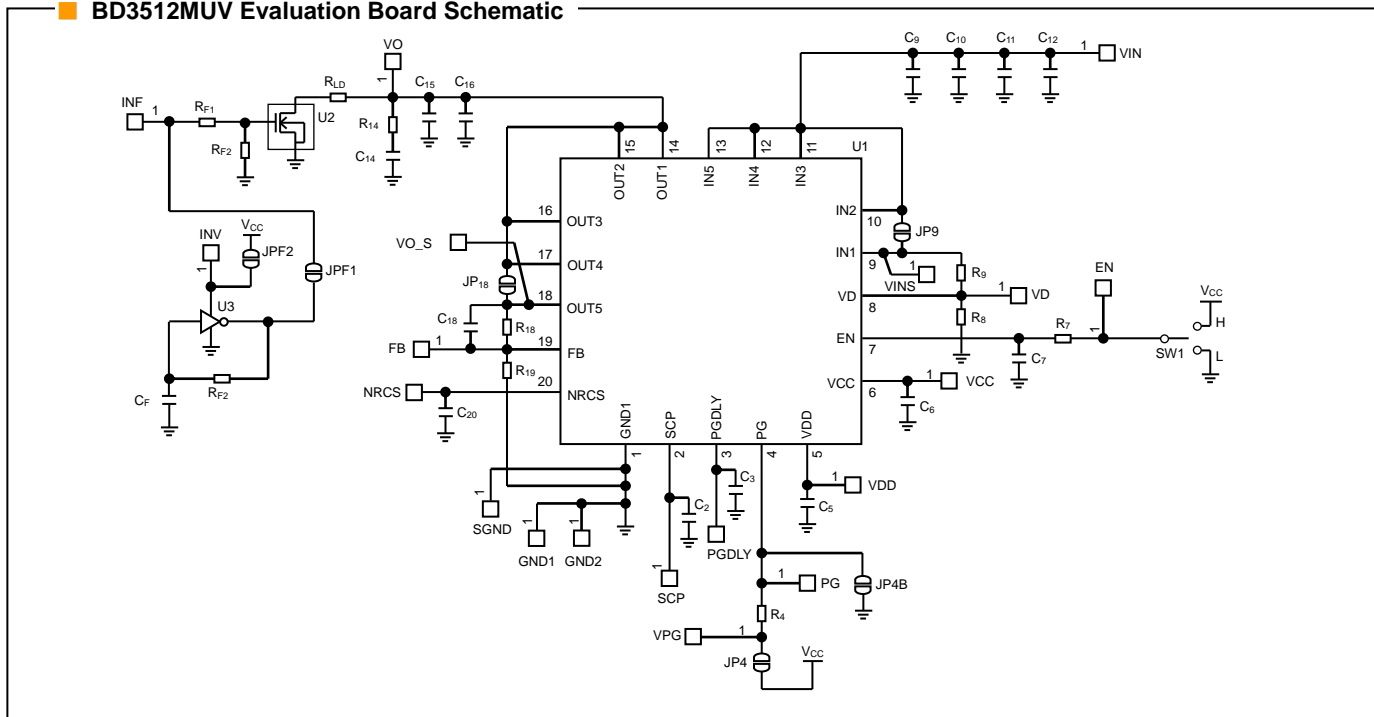 BD3512MUV Evaluation Board Schematic
VO
1
INF
1
RF1
RF2
U2
RLD
C15
C16
R14
C14
C9
C10
C11
C12
1
VIN
INV
1
VCC
JPF2
JPF1
U3
RF2
CF
U1
15
14
13
12
11
OUT2
OUT1
IN5
IN4
IN3
16
OUT3
17
OUT4
18
OUT5
19
FB
20
NRCS
VO_S
JP18
C18
R18
FB
1
R19
NRCS
C20
IN2
10
JP9
IN1
9
1
VINS
R9
VD
8
1
VD
R8
EN
7
C7
R7
EN
1
SW1
VCC
H
L
VCC
6
1
VCC
C6
GND1
SCP
PGDLY
PG
VDD
1
2
3
4
5
1
SGND
1
GND1
1
GND2
C2
1
SCP
C3
PGDLY
C5
1
VDD
1
PG
JP4B
R4
VPG
1
JP4
VCC